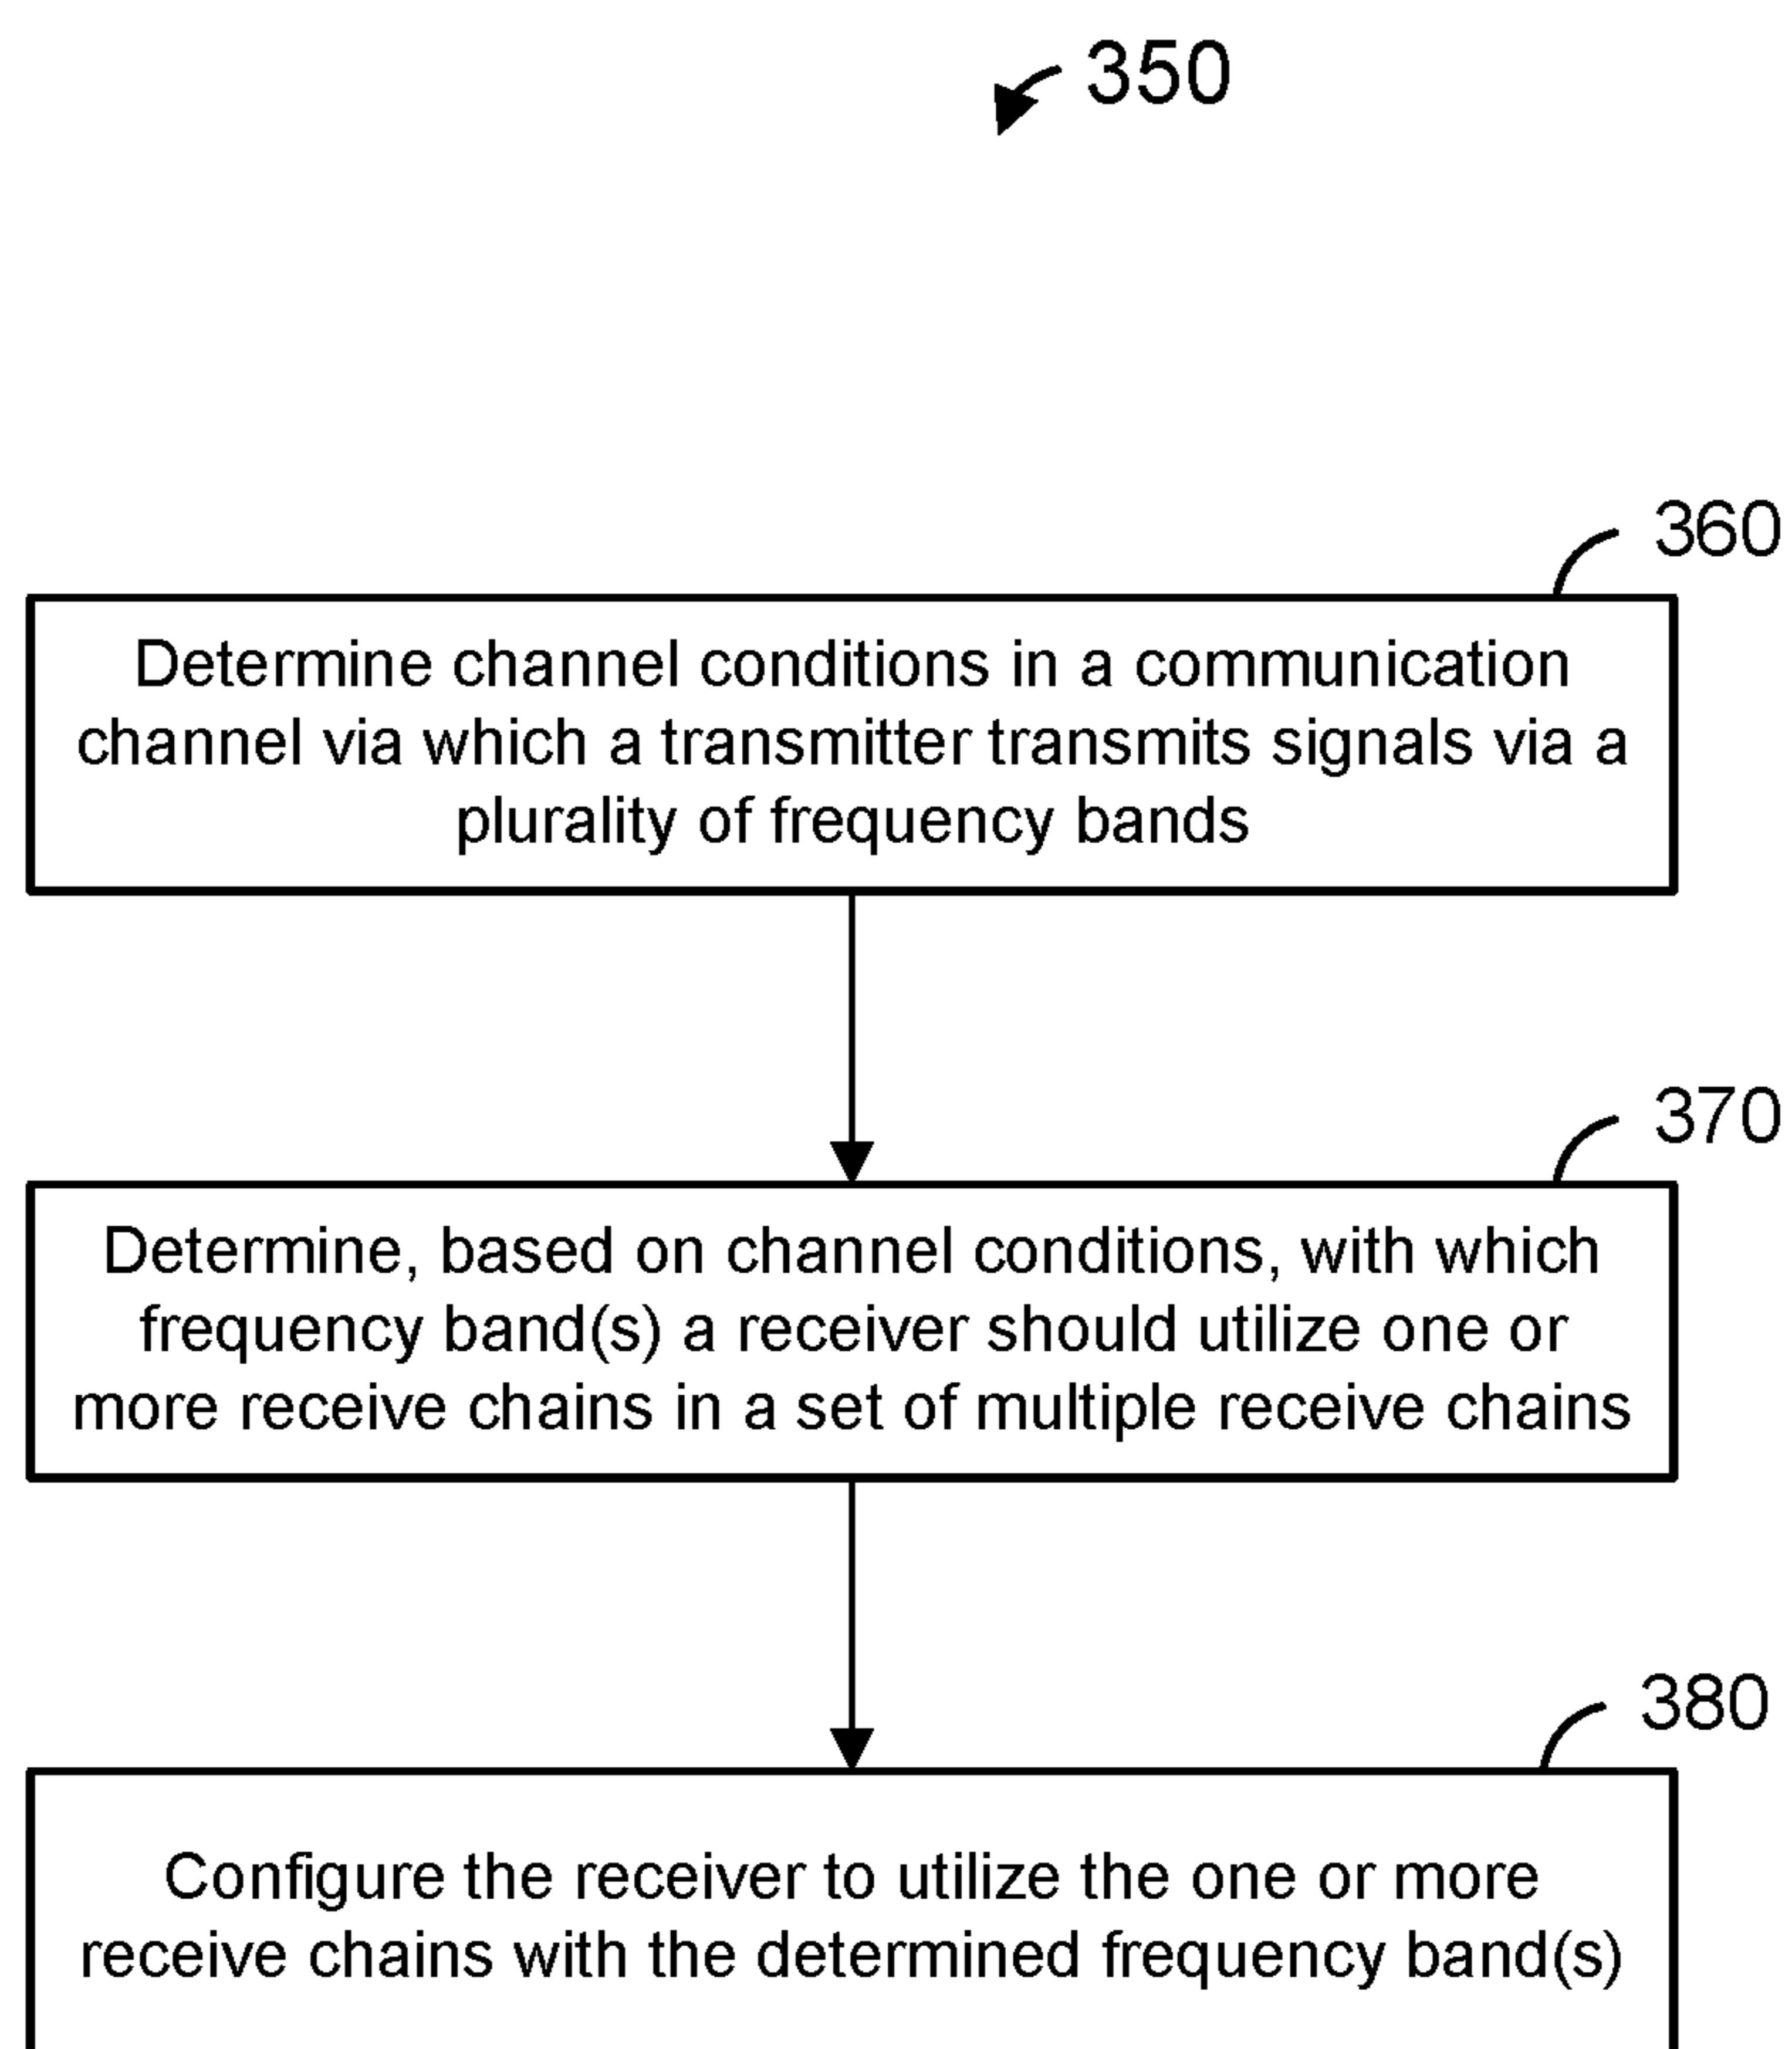 350
360
Determine channel conditions in a communication
channel via which a transmitter transmits signals via a
plurality of frequency bands
370
Determine, based on channel conditions, with which
frequency band(s) a receiver should utilize one or
more receive chains in a set of multiple receive chains
380
Configure the receiver to utilize the one or more
receive chains with the determined frequency band(s)